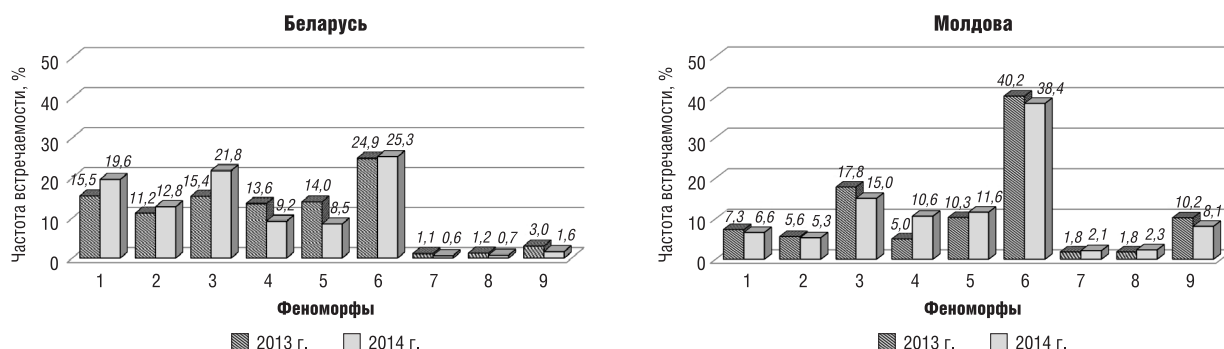 Беларусь
Частота встречаемости, %
50
40
30
20
10
0
15,5 19,6 11,2 12,8 15,4 21,8 13,6 9,2 14,0 8,5 24,9 25,3 1,1 0,6 1,2 0,7 3,0 1,6
1 2 3 4 5 6 7 8 9
Феноморфы
2013 г. 2014 г.
Молдова
Частота встречаемости, %
50
40
30
20
10
0
7,3 6,6 5,6 5,3 17,8 15,0 5,0 10,6 10,3 11,6 40,2 38,4 1,8 2,1 1,8 2,3 10,2 8,1
1 2 3 4 5 6 7 8 9
Феноморфы
2013 г. 2014 г.